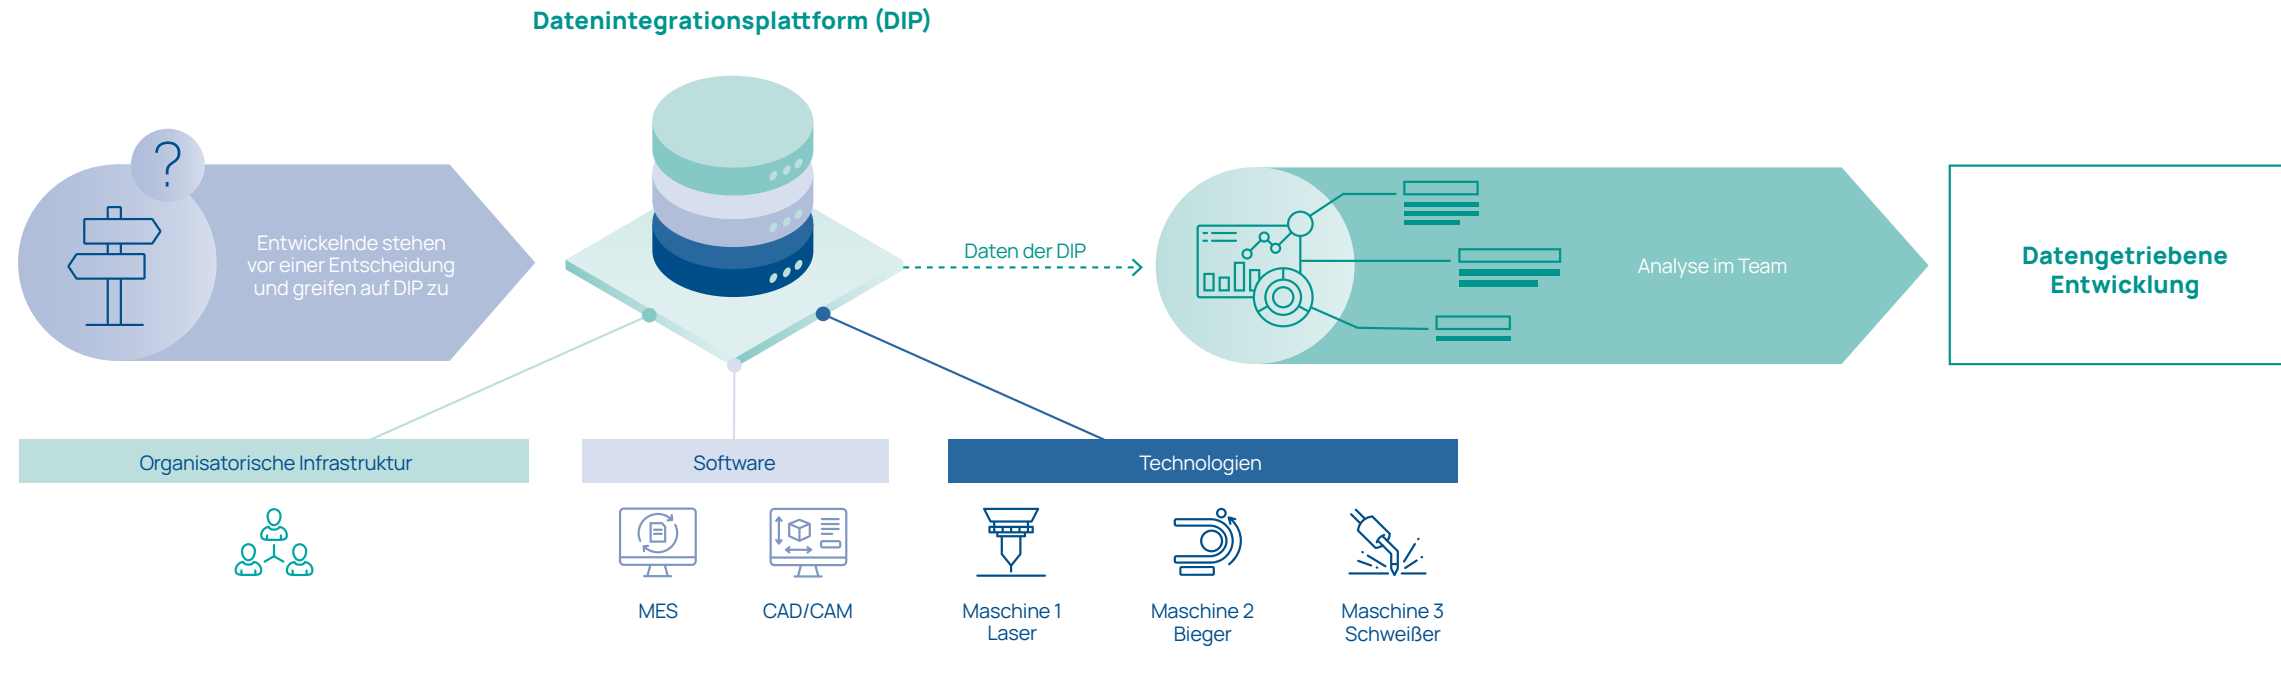 Datenintegrationsplattform (DIP)
?
Entwickelnde stehen
vor einer Entscheidung
und greifen auf DIP zu
Daten der DIP
Analyse im Team
Datengetriebene
Entwicklung
Organisatorische Infrastruktur
Software
Technologien
MES
CAD/CAM
Maschine 1
Laser
Maschine 2
Bieger
Maschine 3
Schweißer